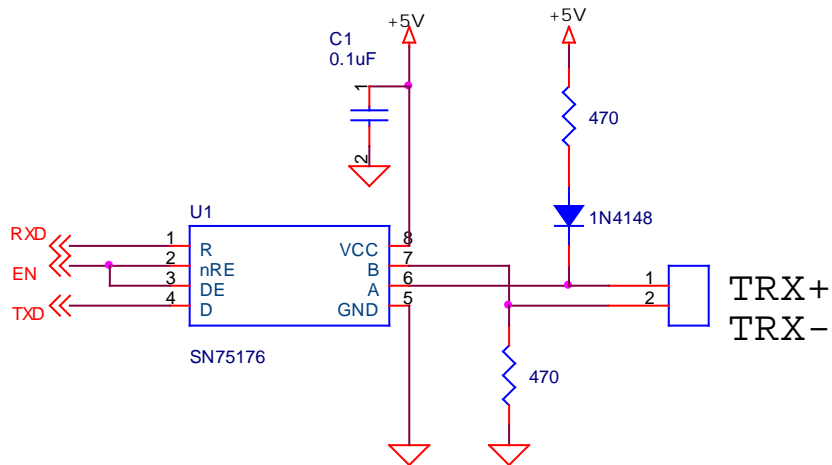 +5V
+5V
C1
0.1uF
1
2
470
1N4148
U1
RXD
EN
TXD
1
2
3
4
R
nRE
DE
D
VCC
B
A
GND
8
7
6
5
SN75176
470
1
2
TRX+
TRX-